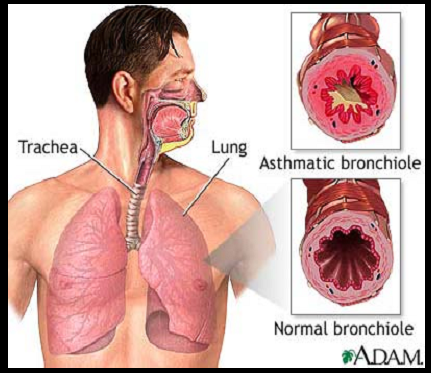 Trachea
Lung
Asthmatic bronchiole
Normal bronchiole
A.D.A.M.